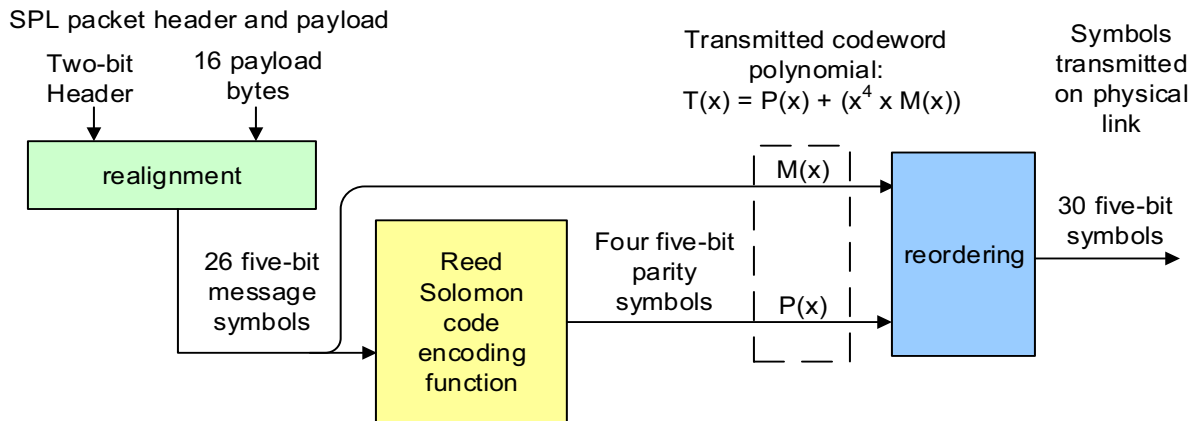 SPL packet header and payload
Two-bit
Header
16 payload
bytes
realignment
26 five-bit
message
symbols
Reed
Solomon
code
encoding
function
Four five-bit
parity
symbols
Transmitted codeword
polynomial:
T(x) = P(x) + (x⁴ x M(x))
M(x)
P(x)
reordering
Symbols
transmitted
on physical
link
30 five-bit
symbols